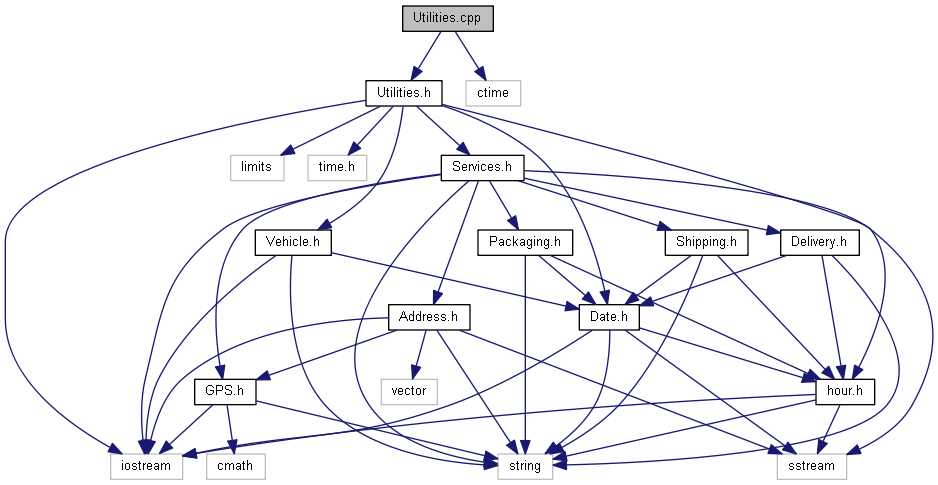 Utilities.cpp
Utilities.h
ctime
limits
time.h
Services.h
Vehicle.h
Packaging.h
Shipping.h
Delivery.h
Address.h
Date.h
GPS.h
vector
hour.h
iostream
cmath
string
sstream